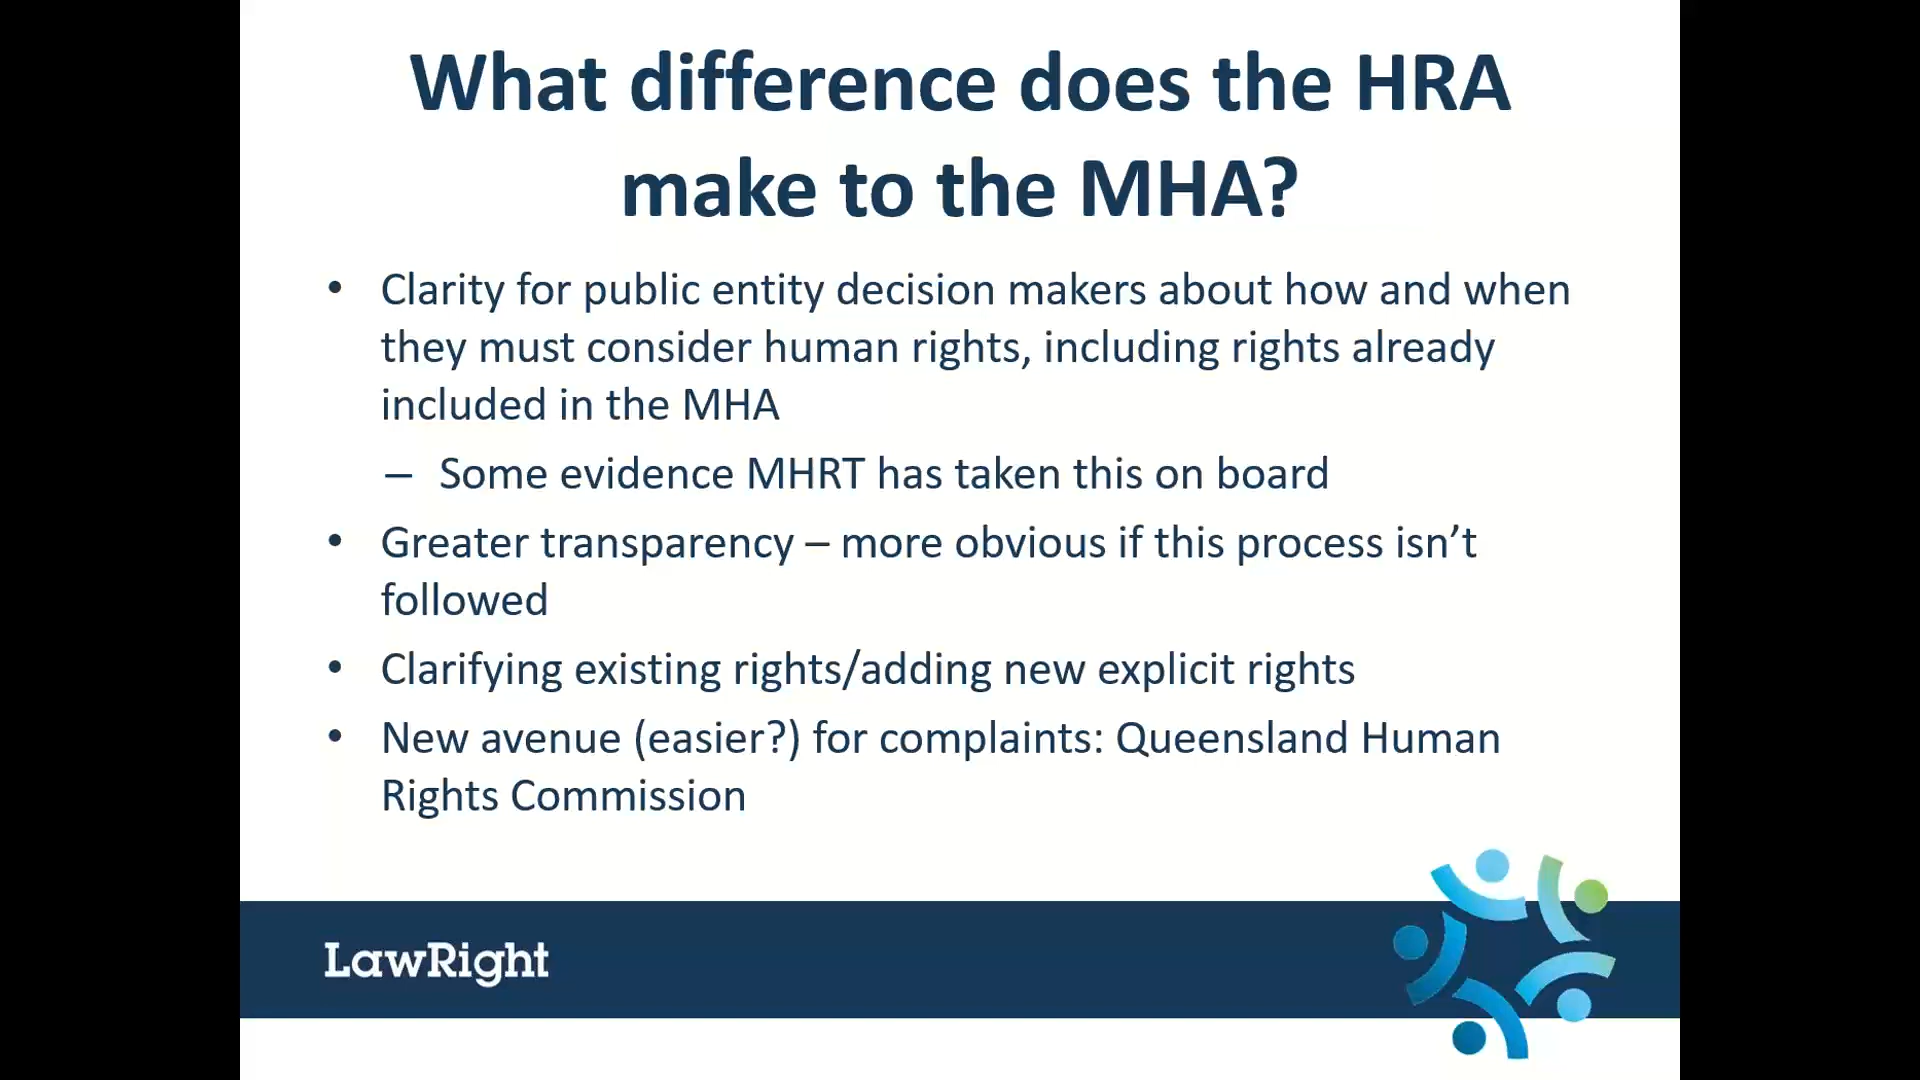 What difference does the HRA
make to the MHA?
• Clarity for public entity decision makers about how and when
they must consider human rights, including rights already
included in the MHA
– Some evidence MHRT has taken this on board
• Greater transparency – more obvious if this process isn’t
followed
• Clarifying existing rights/adding new explicit rights
• New avenue (easier?) for complaints: Queensland Human
Rights Commission
LawRight